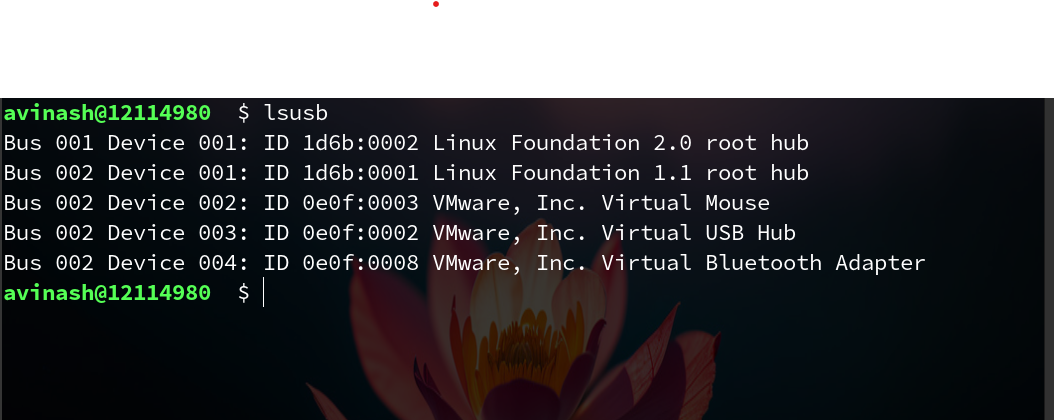 avinash@12114980  $ lsusb
Bus 001 Device 001: ID 1d6b:0002 Linux Foundation 2.0 root hub
Bus 002 Device 001: ID 1d6b:0001 Linux Foundation 1.1 root hub
Bus 002 Device 002: ID 0e0f:0003 VMware, Inc. Virtual Mouse
Bus 002 Device 003: ID 0e0f:0002 VMware, Inc. Virtual USB Hub
Bus 002 Device 004: ID 0e0f:0008 VMware, Inc. Virtual Bluetooth Adapter
avinash@12114980  $